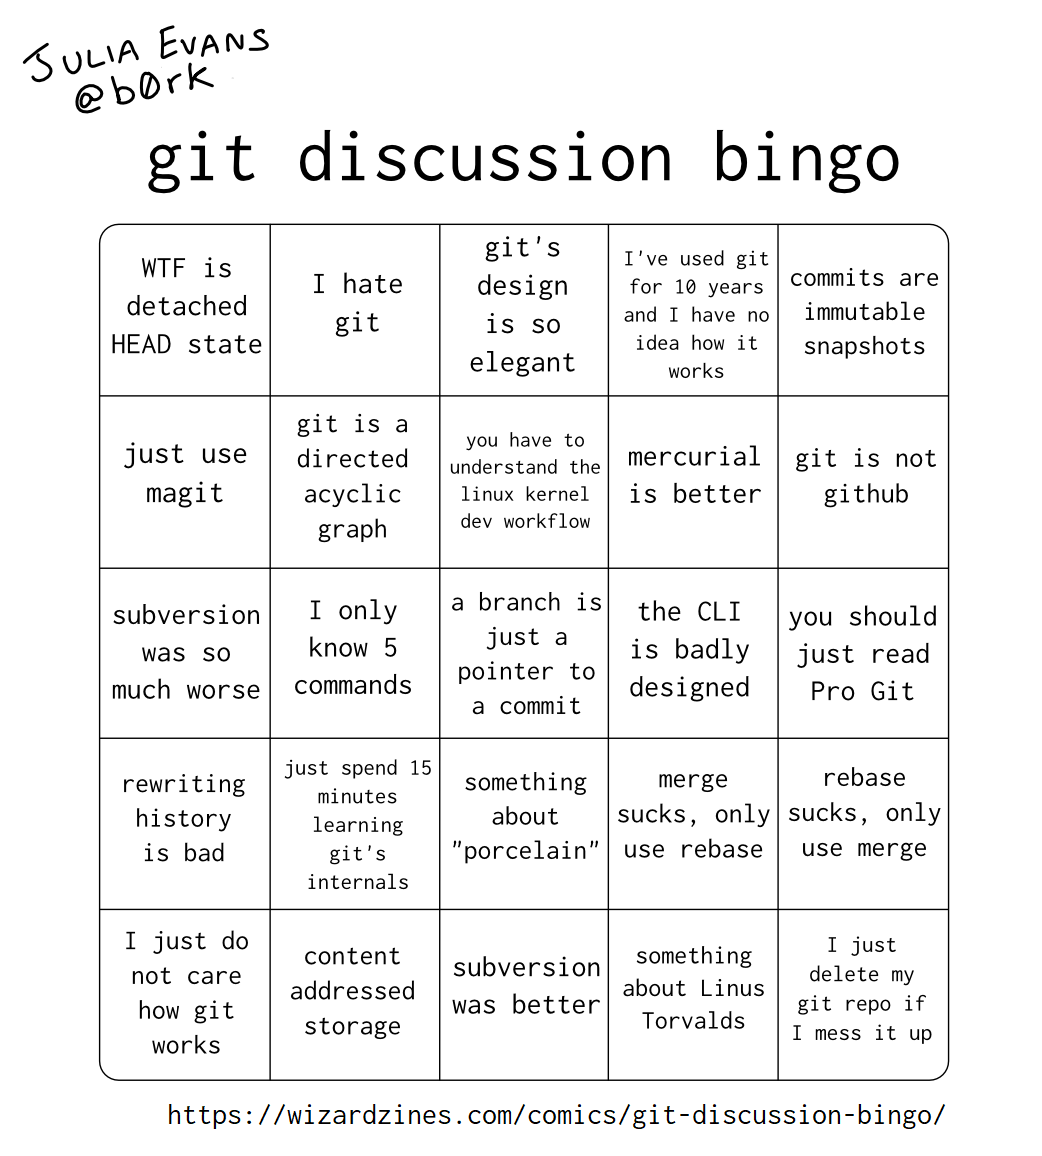 JULIA EVANS
@b0rk
git discussion bingo
WTF is
detached
HEAD state
I hate
git
git's
design
is so
elegant
I've used git
for 10 years
and I have no
idea how it
works
commits are
immutable
snapshots
just use
magit
git is a
directed
acyclic
graph
you have to
understand the
linux kernel
dev workflow
mercurial
is better
git is not
github
subversion
was so
much worse
I only
know 5
commands
a branch is
just a
pointer to
a commit
the CLI
is badly
designed
you should
just read
Pro Git
rewriting
history
is bad
just spend 15
minutes
learning
git's
internals
something
about
"porcelain"
merge
sucks, only
use rebase
rebase
sucks, only
use merge
I just do
not care
how git
works
content
addressed
storage
subversion
was better
something
about Linus
Torvalds
I just
delete my
git repo if
I mess it up
https://wizardzines.com/comics/git-discussion-bingo/